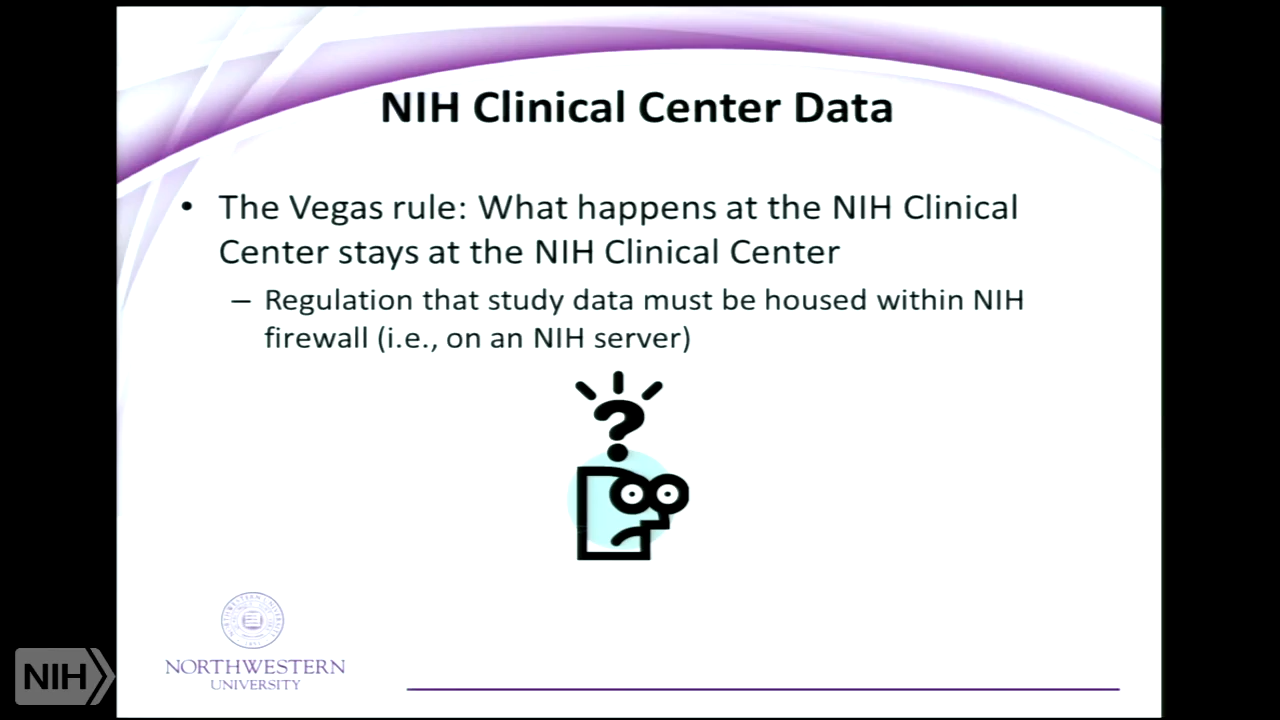 NIH Clinical Center Data
• The Vegas rule: What happens at the NIH Clinical
Center stays at the NIH Clinical Center
– Regulation that study data must be housed within NIH
firewall (i.e., on an NIH server)
?
NORTHWESTERN
UNIVERSITY
NIH